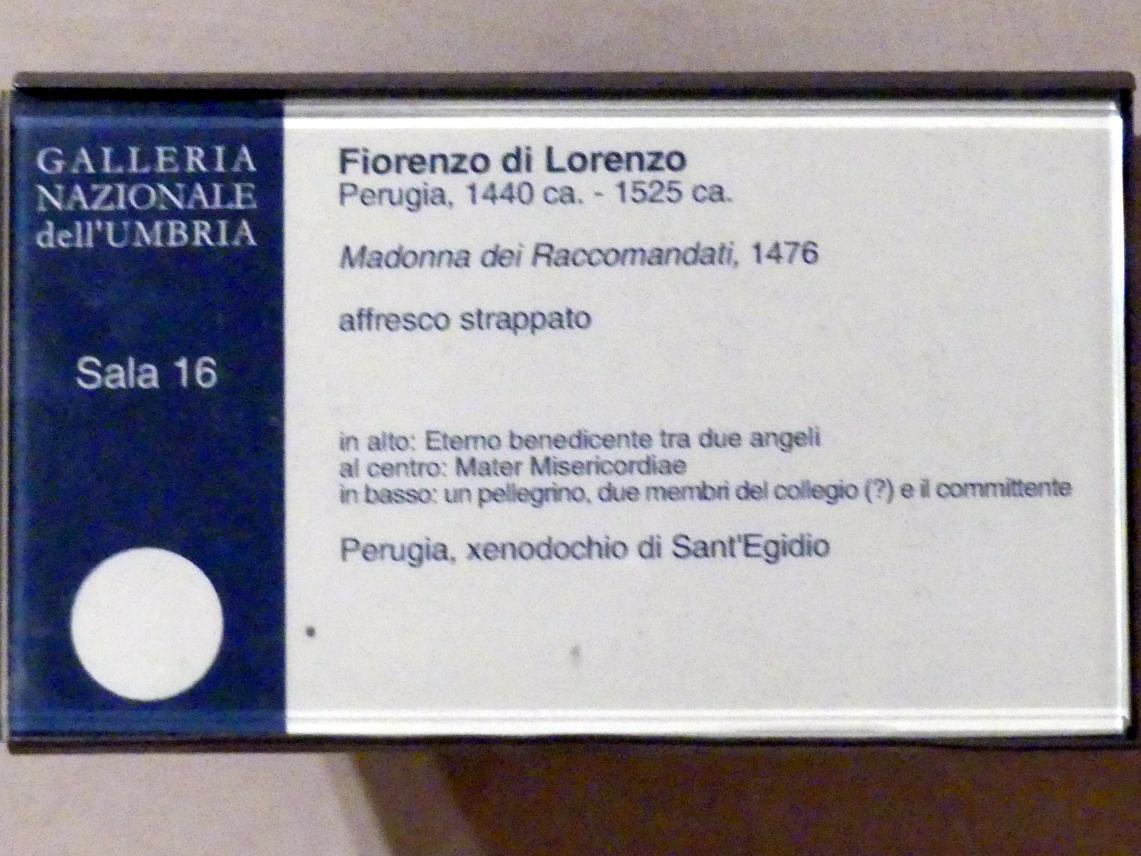 GALLERIA
NAZIONALE
dell'UMBRIA
Sala 16
Fiorenzo di Lorenzo
Perugia, 1440 ca. - 1525 ca.
Madonna dei Raccomandati, 1476
affresco strappato
in alto: Eterno benedicente tra due angeli
al centro: Mater Misericordiae
in basso: un pellegrino, due membri del collegio (?) e il committente
Perugia, xenodochio di Sant'Egidio